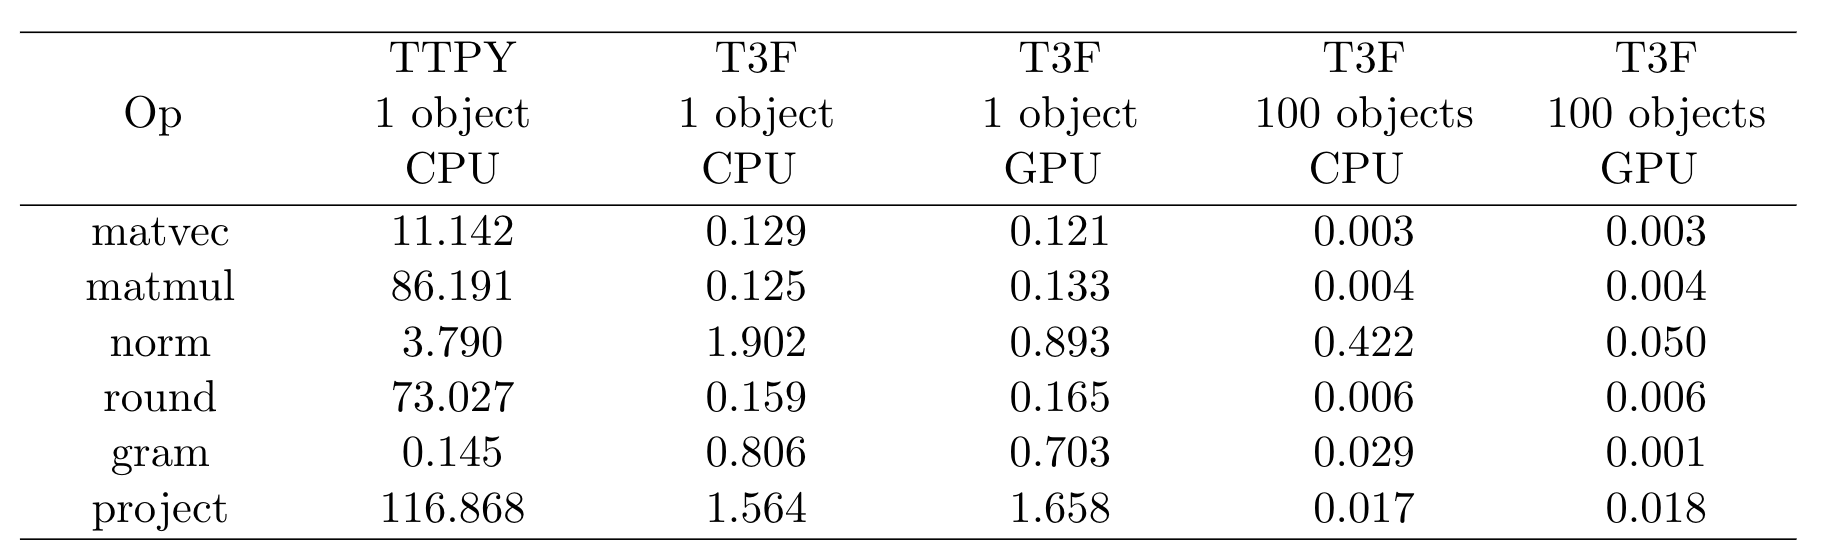 TTPY T3F T3F T3F T3F
Op 1 object 1 object 1 object 100 objects 100 objects
CPU CPU GPU CPU GPU
matvec 11.142 0.129 0.121 0.003 0.003
matmul 86.191 0.125 0.133 0.004 0.004
norm 3.790 1.902 0.893 0.422 0.050
round 73.027 0.159 0.165 0.006 0.006
gram 0.145 0.806 0.703 0.029 0.001
project 116.868 1.564 1.658 0.017 0.018